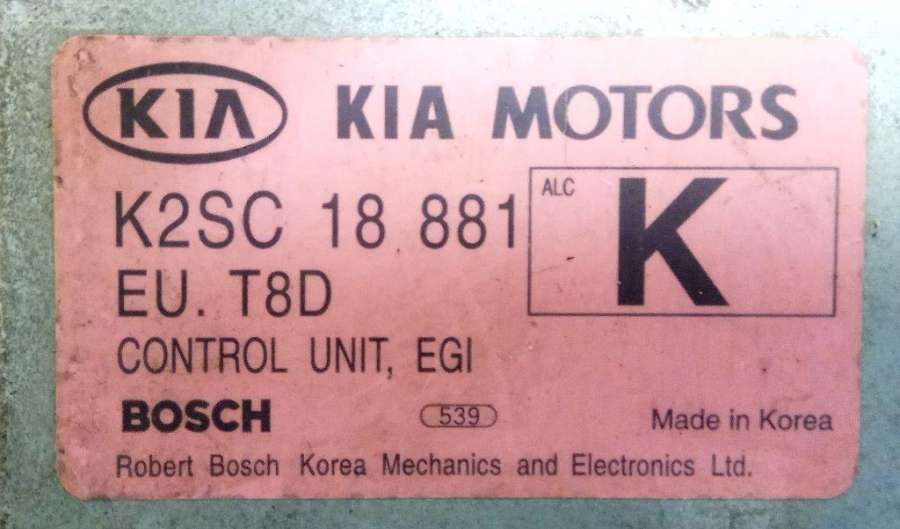 KIA KIA MOTORS
K2SC 18 881
ALC K
EU. T8D
CONTROL UNIT, EGI
BOSCH 539 Made in Korea
Robert Bosch Korea Mechanics and Electronics Ltd.